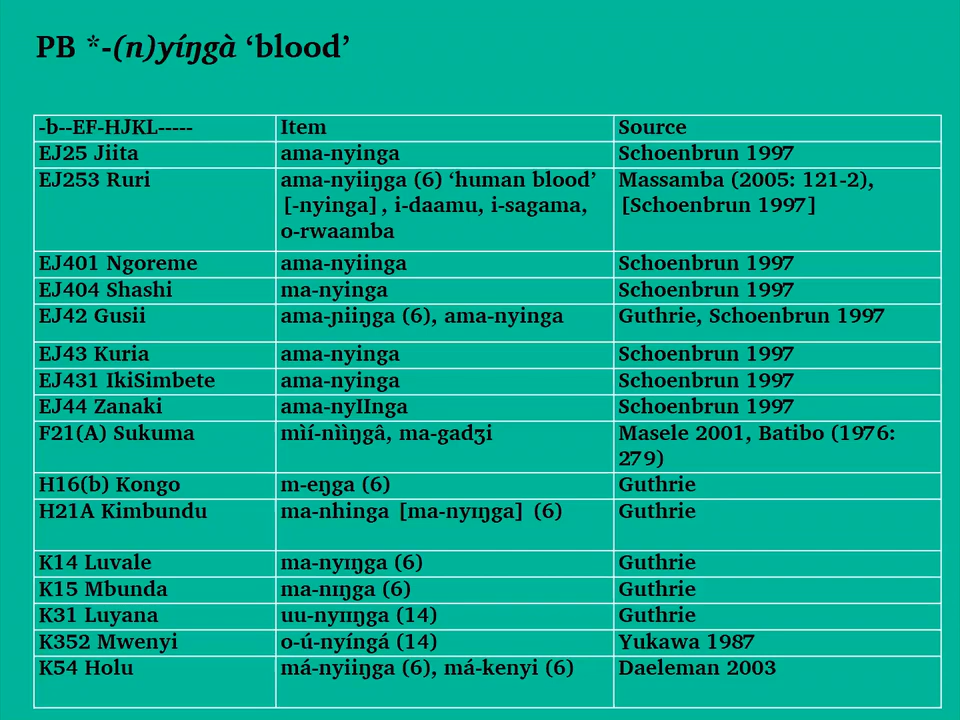 PB *-(n)yíŋgà ‘blood’
-b--EF-HJKL----- Item Source
EJ25 Jiita ama-nyinga Schoenbrun 1997
EJ253 Ruri ama-nyiiŋga (6) ‘human blood’ Massamba (2005: 121-2),
[-nyinga], i-daamu, i-sagama, [Schoenbrun 1997]
o-rwaamba
EJ401 Ngoreme ama-nyiinga Schoenbrun 1997
EJ404 Shashi ma-nyinga Schoenbrun 1997
EJ42 Gusii ama-ɲiiŋga (6), ama-nyinga Guthrie, Schoenbrun 1997
EJ43 Kuria ama-nyinga Schoenbrun 1997
EJ431 IkiSimbete ama-nyinga Schoenbrun 1997
EJ44 Zanaki ama-nyIInga Schoenbrun 1997
F21(A) Sukuma mìí-nììŋgâ, ma-gadʒi Masele 2001, Batibo (1976:
279)
H16(b) Kongo m-eŋga (6) Guthrie
H21A Kimbundu ma-nhinga [ma-nyɪŋga] (6) Guthrie
K14 Luvale ma-nyɪŋga (6) Guthrie
K15 Mbunda ma-nɪŋga (6) Guthrie
K31 Luyana uu-nyɪɪŋga (14) Guthrie
K352 Mwenyi o-ú-nyíngá (14) Yukawa 1987
K54 Holu má-nyiiŋga (6), má-kenyi (6) Daeleman 2003